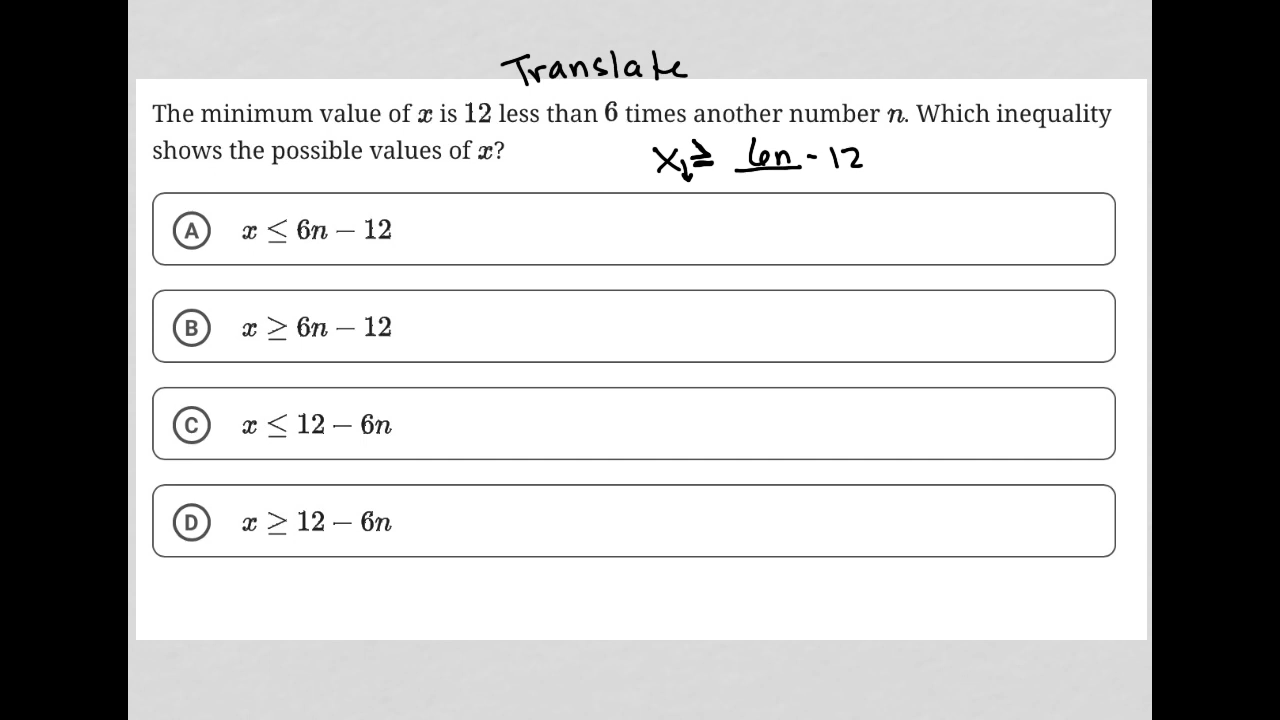 Translate
The minimum value of x is 12 less than 6 times another number n. Which inequality
shows the possible values of x?
x ≥ 6n - 12
A x ≤ 6n − 12
B x ≥ 6n − 12
C x ≤ 12 − 6n
D x ≥ 12 − 6n